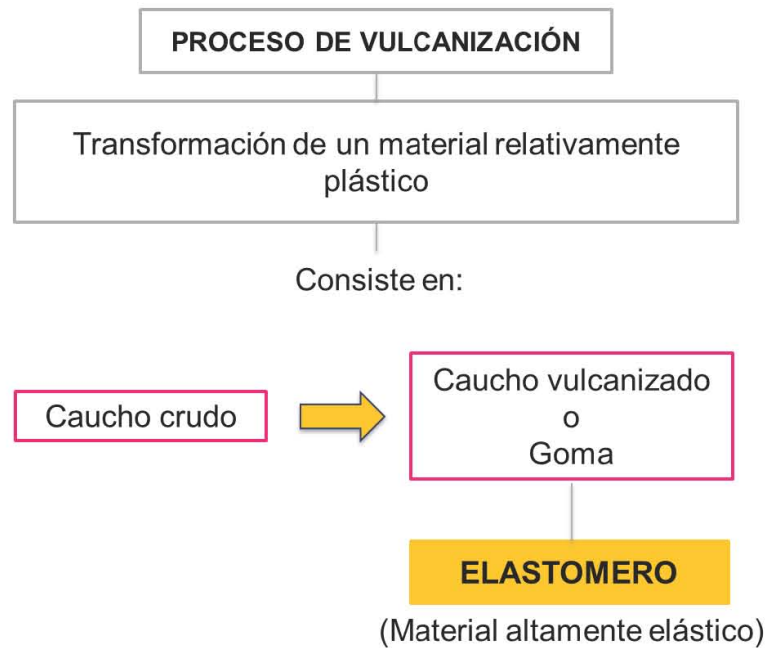 PROCESO DE VULCANIZACIÓN
Transformación de un material relativamente
plástico
Consiste en:
Caucho crudo
Caucho vulcanizado
o
Goma
ELASTOMERO
(Material altamente elástico)